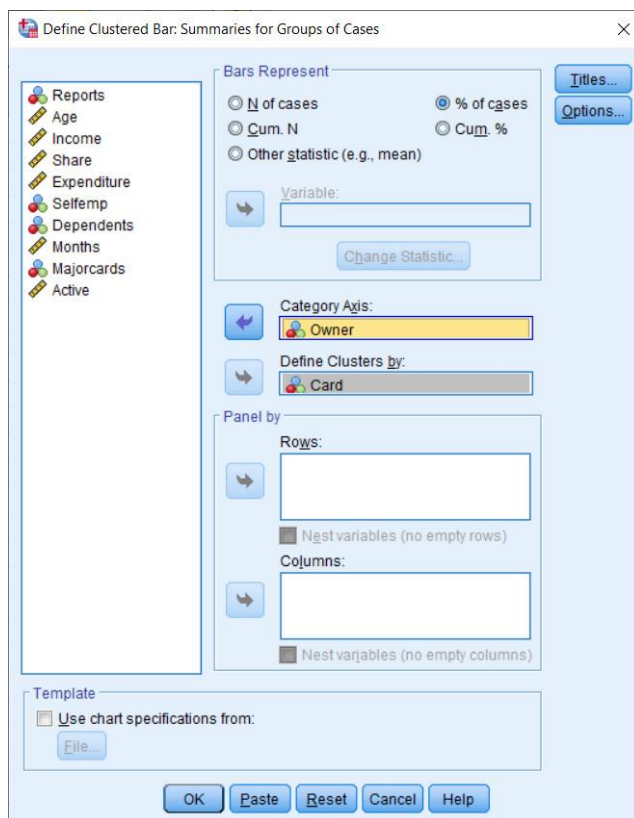 Define Clustered Bar: Summaries for Groups of Cases
Reports
Age
Income
Share
Expenditure
Selfemp
Dependents
Months
Majorcards
Active
Bars Represent
N of cases
% of cases
Cum. N
Cum. %
Other statistic (e.g., mean)
Variable:
Change Statistic...
Category Axis:
Owner
Define Clusters by:
Card
Panel by
Rows:
Nest variables (no empty rows)
Columns:
Nest variables (no empty columns)
Titles...
Options...
Template
Use chart specifications from:
File...
OK Paste Reset Cancel Help